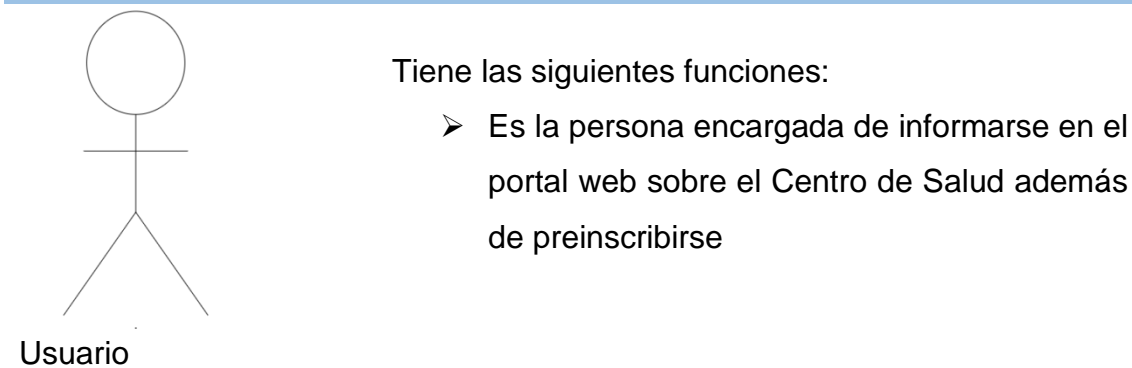 Tiene las siguientes funciones:
➢ Es la persona encargada de informarse en el
portal web sobre el Centro de Salud además
de preinscribirse
Usuario